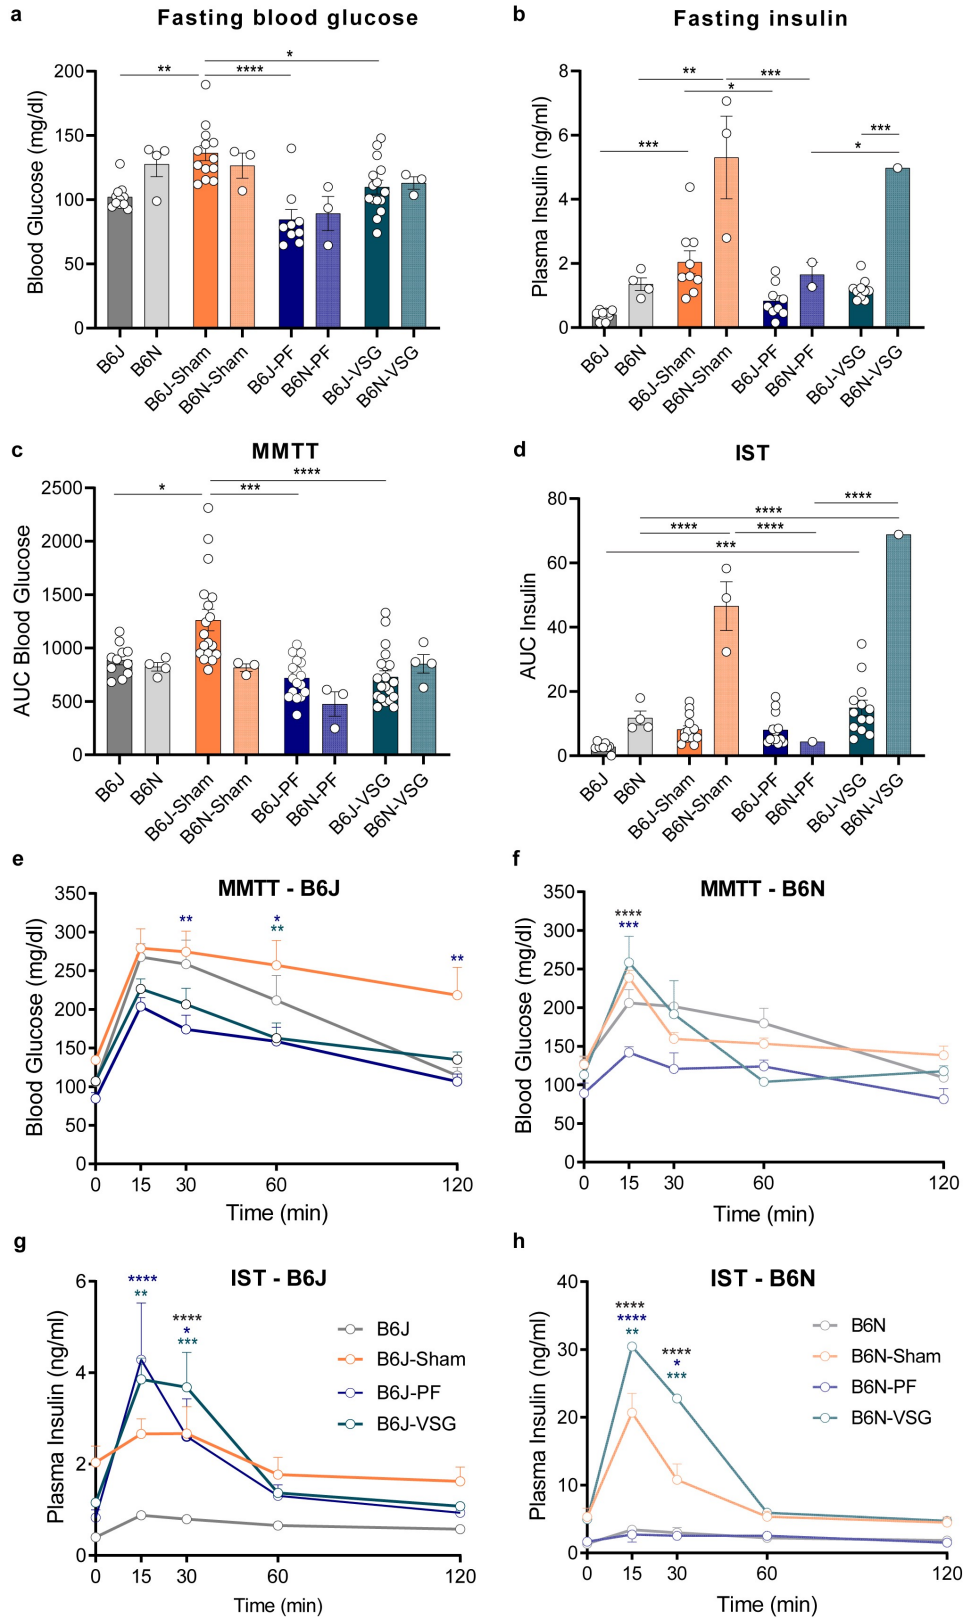 a
Fasting blood glucose
*
**
****
200
150
100
50
0
Blood Glucose (mg/dl)
B6J
B6N
B6J-Sham
B6N-Sham
B6J-PF
B6N-PF
B6J-VSG
B6N-VSG
b
Fasting insulin
**
***
*
***
***
*
8
6
4
2
0
Plasma Insulin (ng/ml)
B6J
B6N
B6J-Sham
B6N-Sham
B6J-PF
B6N-PF
B6J-VSG
B6N-VSG
c
MMTT
****
*
***
2500
2000
1500
1000
500
0
AUC Blood Glucose
B6J
B6N
B6J-Sham
B6N-Sham
B6J-PF
B6N-PF
B6J-VSG
B6N-VSG
d
IST
****
****
****
****
***
80
60
40
20
0
AUC Insulin
B6J
B6N
B6J-Sham
B6N-Sham
B6J-PF
B6N-PF
B6J-VSG
B6N-VSG
e
MMTT - B6J
**
*
**
**
350
300
250
200
150
100
50
0
Blood Glucose (mg/dl)
0
15
30
60
120
Time (min)
f
MMTT - B6N
****
***
350
300
250
200
150
100
50
0
Blood Glucose (mg/dl)
0
15
30
60
120
Time (min)
g
IST - B6J
****
**
****
*
***
6
4
2
0
Plasma Insulin (ng/ml)
B6J
B6J-Sham
B6J-PF
B6J-VSG
0
15
30
60
120
Time (min)
h
IST - B6N
****
****
**
****
*
***
40
30
20
10
0
Plasma Insulin (ng/ml)
B6N
B6N-Sham
B6N-PF
B6N-VSG
0
15
30
60
120
Time (min)